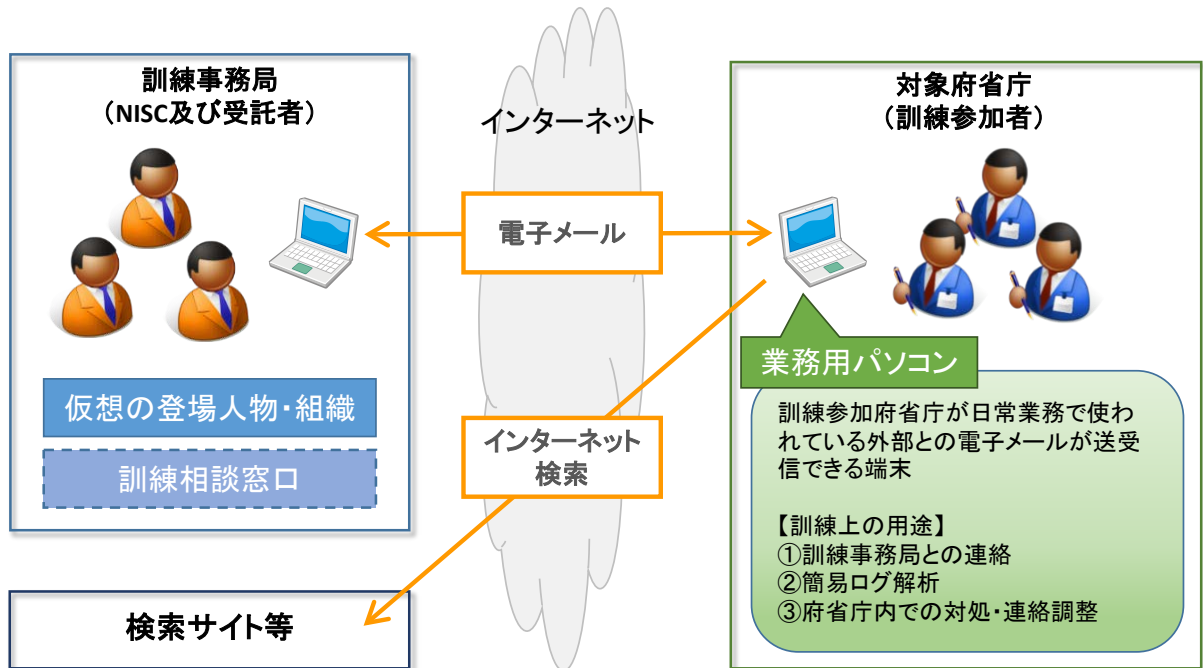 訓練事務局
（NISC及び受託者）
仮想の登場人物・組織
訓練相談窓口
検索サイト等
インターネット
電子メール
インターネット
検索
対象府省庁
（訓練参加者）
業務用パソコン
訓練参加府省庁が日常業務で使わ
れている外部との電子メールが送受
信できる端末
【訓練上の用途】
①訓練事務局との連絡
②簡易ログ解析
③府省庁内での対処・連絡調整